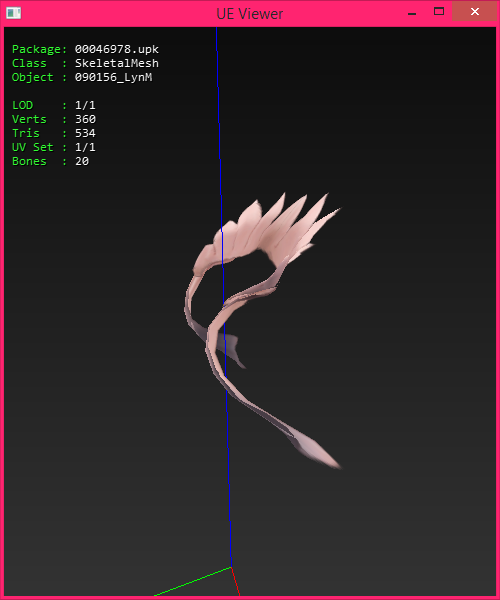 UE Viewer
Package: 00046978.upk
Class : SkeletalMesh
Object : 090156_LynM
LOD : 1/1
Verts : 360
Tris : 534
UV Set : 1/1
Bones : 20